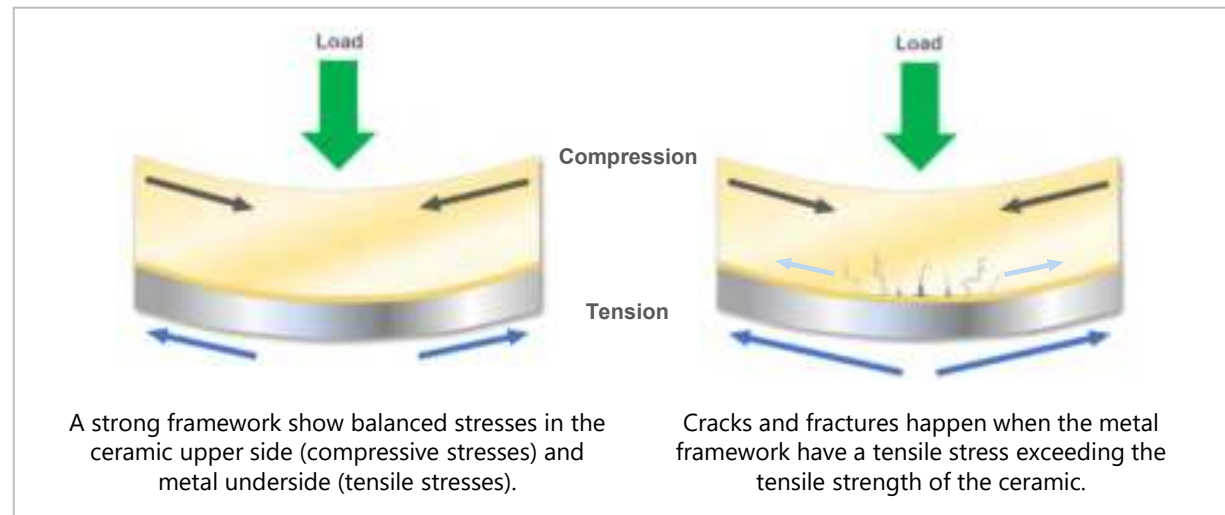 Load
Load
Compression
Tension
A strong framework show balanced stresses in the
ceramic upper side (compressive stresses) and
metal underside (tensile stresses).
Cracks and fractures happen when the metal
framework have a tensile stress exceeding the
tensile strength of the ceramic.